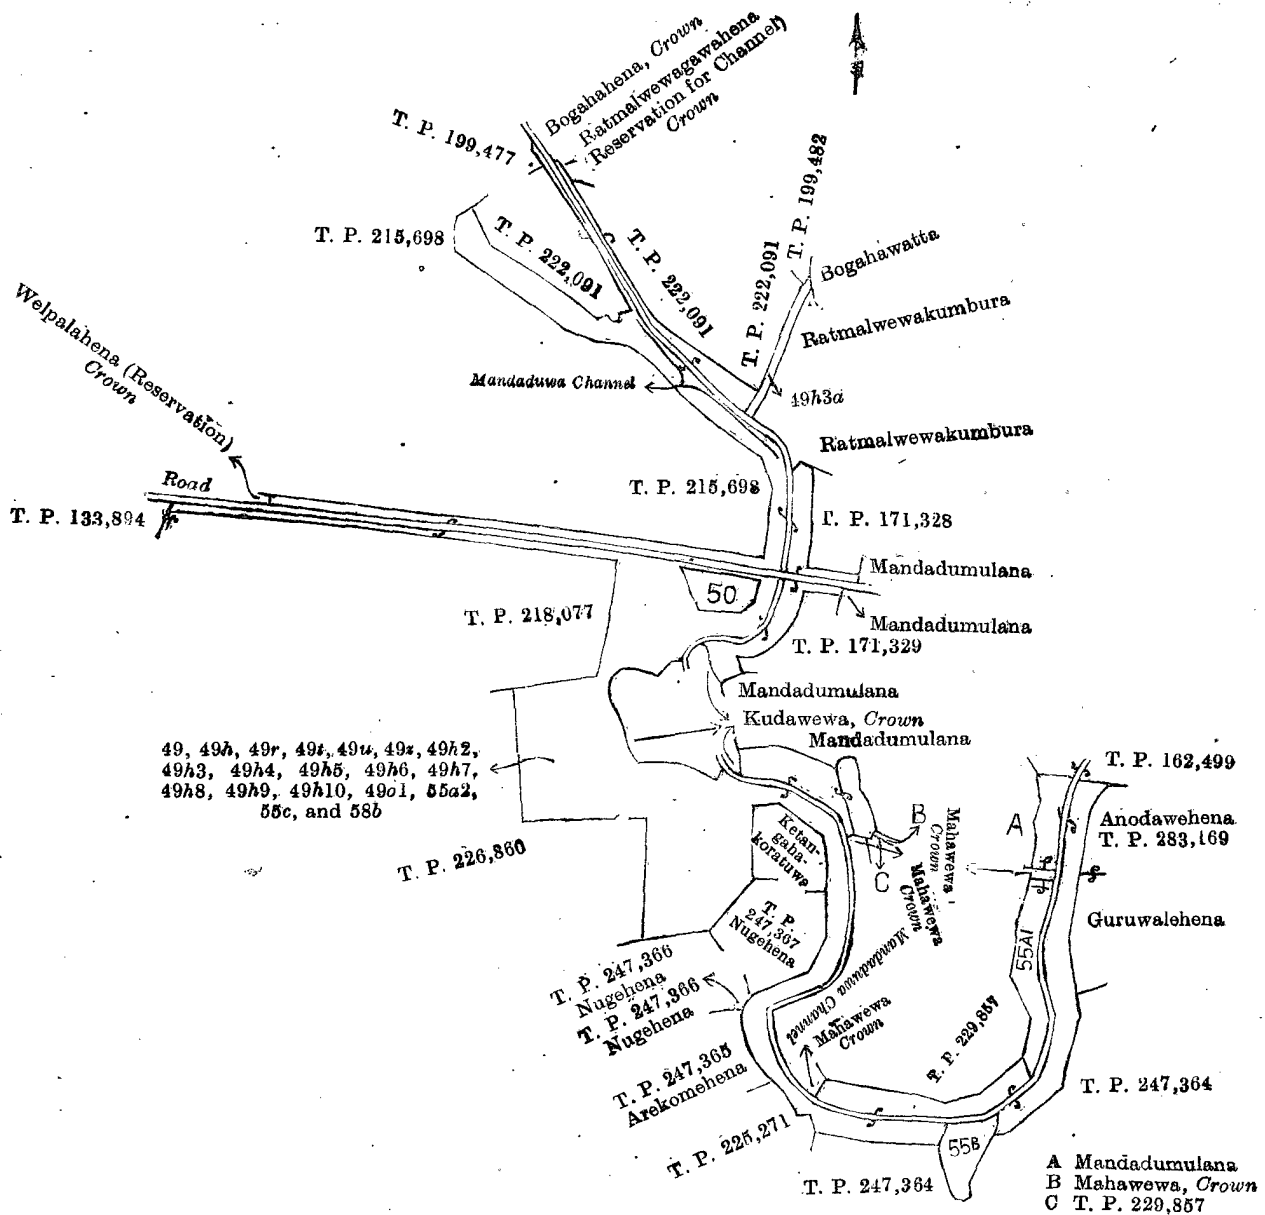 Bogahahena, Crown
Ratmalwewagawahena
Reservation for Channel)
Crown
T. P. 199,477
T. P. 199,482
T. P. 215,698
T. P. 222,091
T. P. 222,091
T. P. 222,091
Bogahawatta
Ratmalwewakumbura
Welpalahena (Reservation)
Crown
Mandaduwa Channel
49h3a
Ratmalwewakumbura
Road
T. P. 215,698
T. P. 133,894
T. P. 171,328
Mandadumulana
50
T. P. 218,077
Mandadumulana
T. P. 171,329
Mandadumulana
Kudawewa, Crown
Mandadumulana
49, 49h, 49r, 49t, 49u, 49z, 49h2,
49h3, 49h4, 49h5, 49h6, 49h7,
49h8, 49h9, 49h10, 49o1, 55a2,
55c, and 58b
T. P. 162,499
A
Anodawehena
T. P. 283,169
B
C
Mahawewa
Crown
Mahawewa
Crown
Ketan-
gaha-
koratuwa
T. P. 226,860
T. P.
247,367
Nugehena
Guruwalehena
55A1
T. P. 247,366
Nugehena
T. P. 247,366
Nugehena
Mandaduwa Channel
Mahawewa
Crown
T. P. 229,857
T. P. 247,365
Arekomehena
T. P. 247,364
T. P. 225,271
55B
T. P. 247,364
A Mandadumulana
B Mahawewa, Crown
C T. P. 229,857